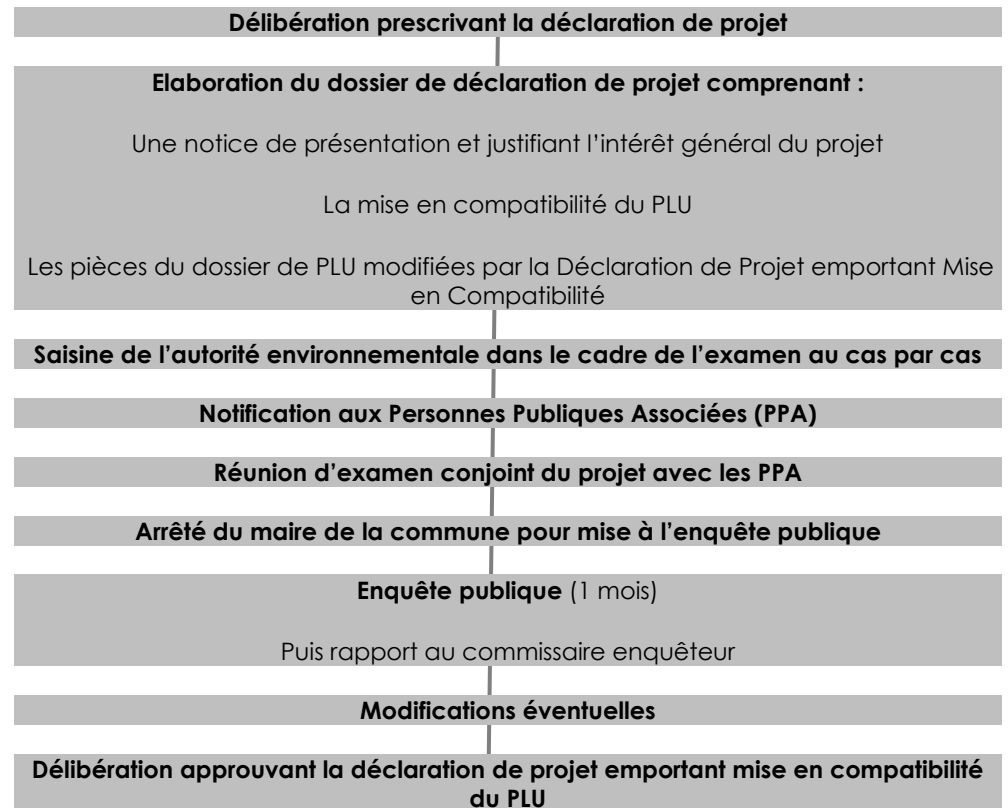 Délibération prescrivant la déclaration de projet
Elaboration du dossier de déclaration de projet comprenant :
Une notice de présentation et justifiant l’intérêt général du projet
La mise en compatibilité du PLU
Les pièces du dossier de PLU modifiées par la Déclaration de Projet emportant Mise
en Compatibilité
Saisine de l’autorité environnementale dans le cadre de l’examen au cas par cas
Notification aux Personnes Publiques Associées (PPA)
Réunion d’examen conjoint du projet avec les PPA
Arrêté du maire de la commune pour mise à l’enquête publique
Enquête publique (1 mois)
Puis rapport au commissaire enquêteur
Modifications éventuelles
Délibération approuvant la déclaration de projet emportant mise en compatibilité
du PLU